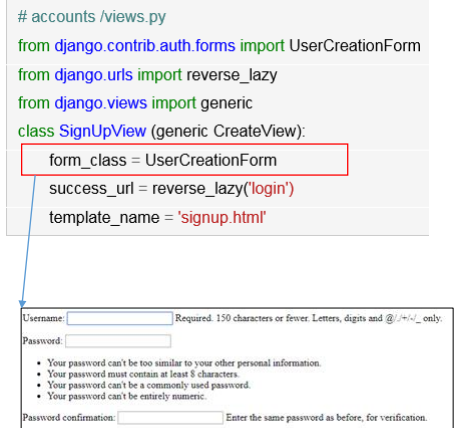 # accounts /views.py
from django.contrib.auth.forms import UserCreationForm
from django.urls import reverse_lazy
from django.views import generic
class SignUpView (generic CreateView):
form_class = UserCreationForm
success_url = reverse_lazy('login')
template_name = 'signup.html'
Username: Required. 150 characters or fewer. Letters, digits and @/./+/-/_ only.
Password:
• Your password can't be too similar to your other personal information.
• Your password must contain at least 8 characters.
• Your password can't be a commonly used password.
• Your password can't be entirely numeric.
Password confirmation: Enter the same password as before, for verification.